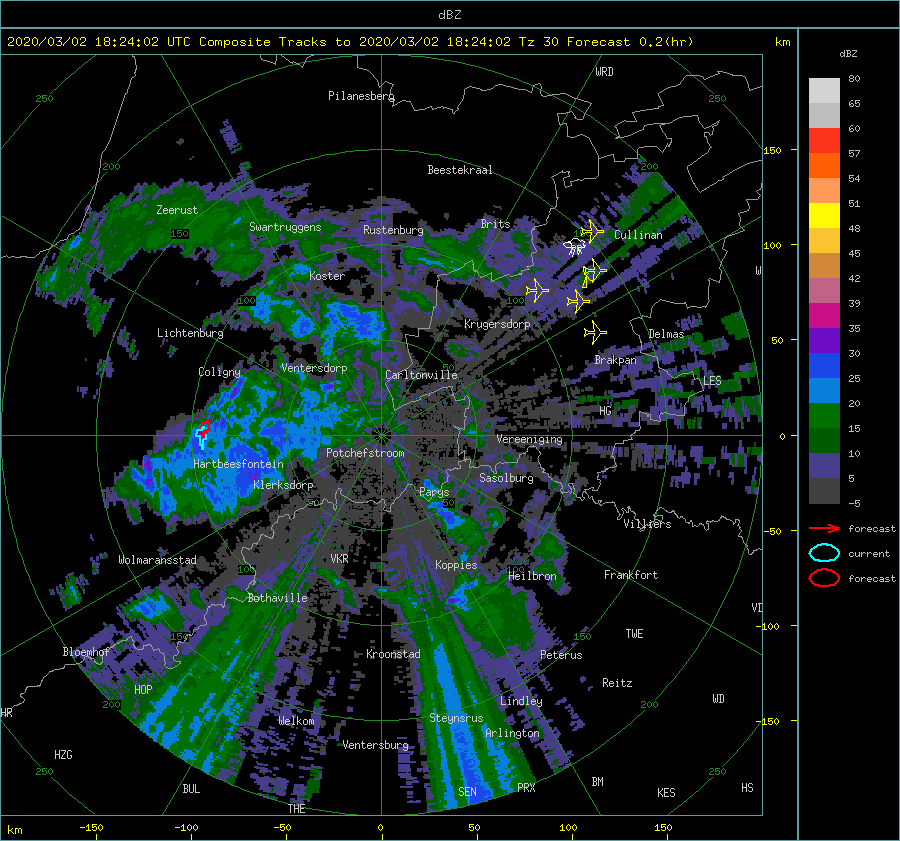 dBZ
2020/03/02 18:24:02 UTC Composite Tracks to 2020/03/02 18:24:02 Tz 30 Forecast 0.2(hr) km
dBZ
80
65
60
57
54
51
48
45
42
39
35
30
25
20
15
10
5
-5
forecast
current
forecast
WRD
250
Pilanesberg
250
150
200
Beestekraal
200
Zeerust
150
Swartruggens
Rustenburg
Brits
Cullinan
100
Koster
100
100
Krugersdorp
Lichtenburg
Delmas
50
Brakpan
Coligny
Ventersdorp
Carltonville
LES
HG
0
Vereeniging
Potchefstroom
Hartbeesfontein
Sasolburg
Klerksdorp
Parys
50
50
Villiers
-50
VKR
Wolmaransstad
Koppies
100
100
Heilbron
Frankfort
Bothaville
VD
-100
150
150
TWE
Bloemhof
Kroonstad
Peterus
Reitz
HOP
WD
HR
200
Lindley
200
Steynsrus
Welkom
-150
Arlington
Ventersburg
HZG
250
250
BUL
SEN
PRX
BM
KES
HS
THE
km
-150
-100
-50
0
50
100
150